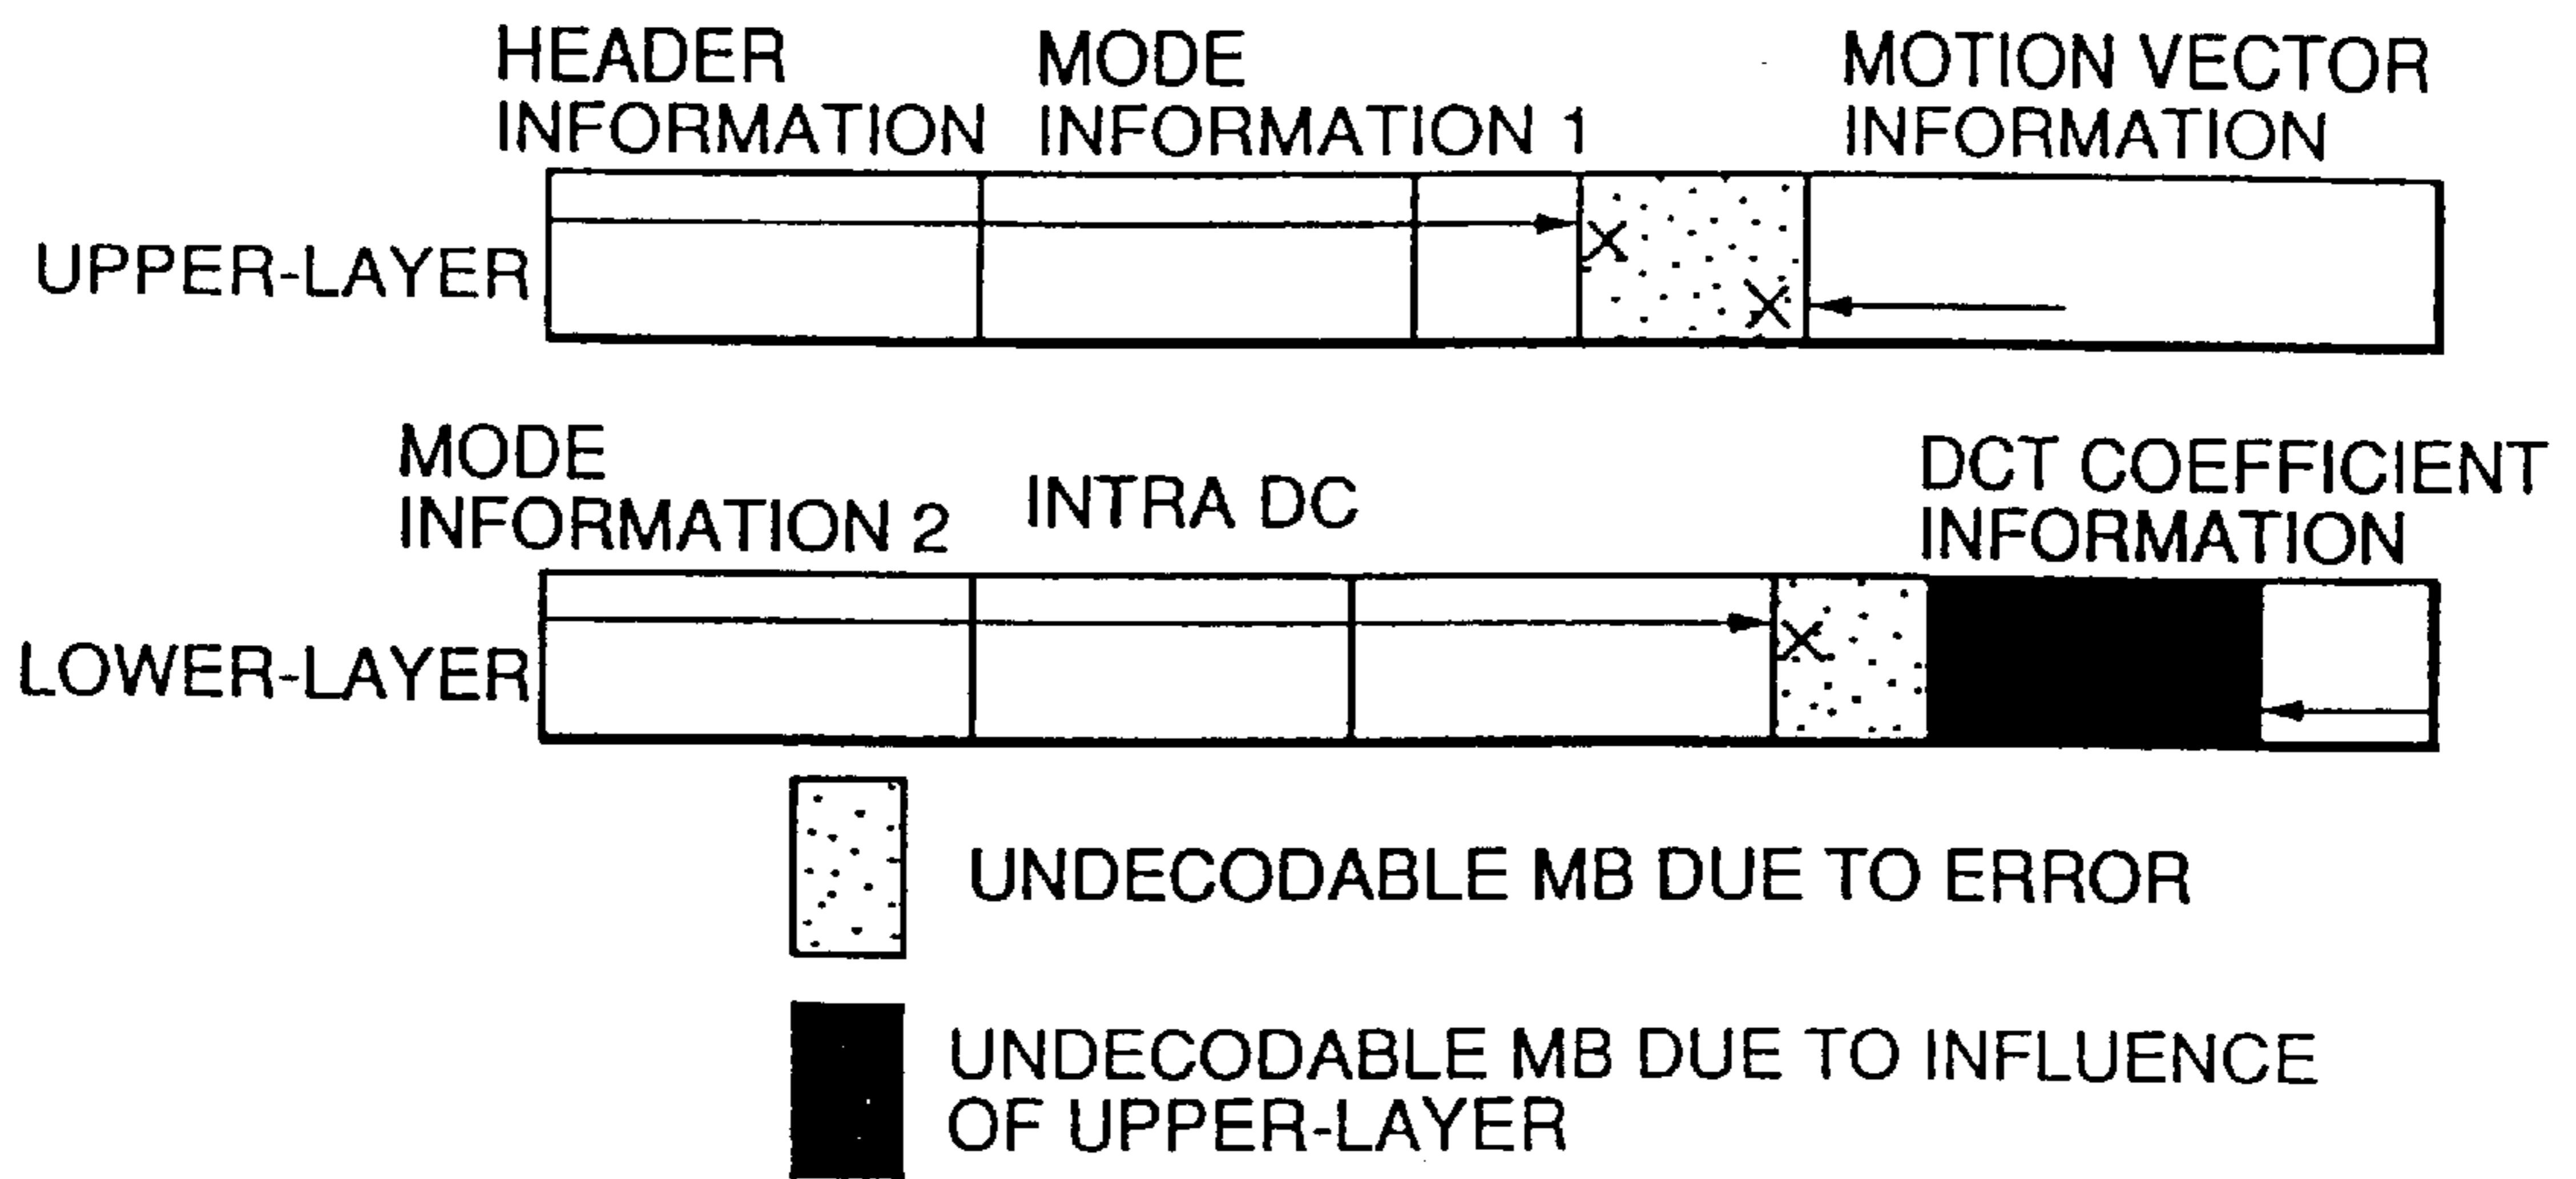 HEADER
INFORMATION
MODE
INFORMATION 1
MOTION VECTOR
INFORMATION
UPPER-LAYER
MODE
INFORMATION 2
INTRA DC
DCT COEFFICIENT
INFORMATION
LOWER-LAYER
UNDECODABLE MB DUE TO ERROR
UNDECODABLE MB DUE TO INFLUENCE
OF UPPER-LAYER